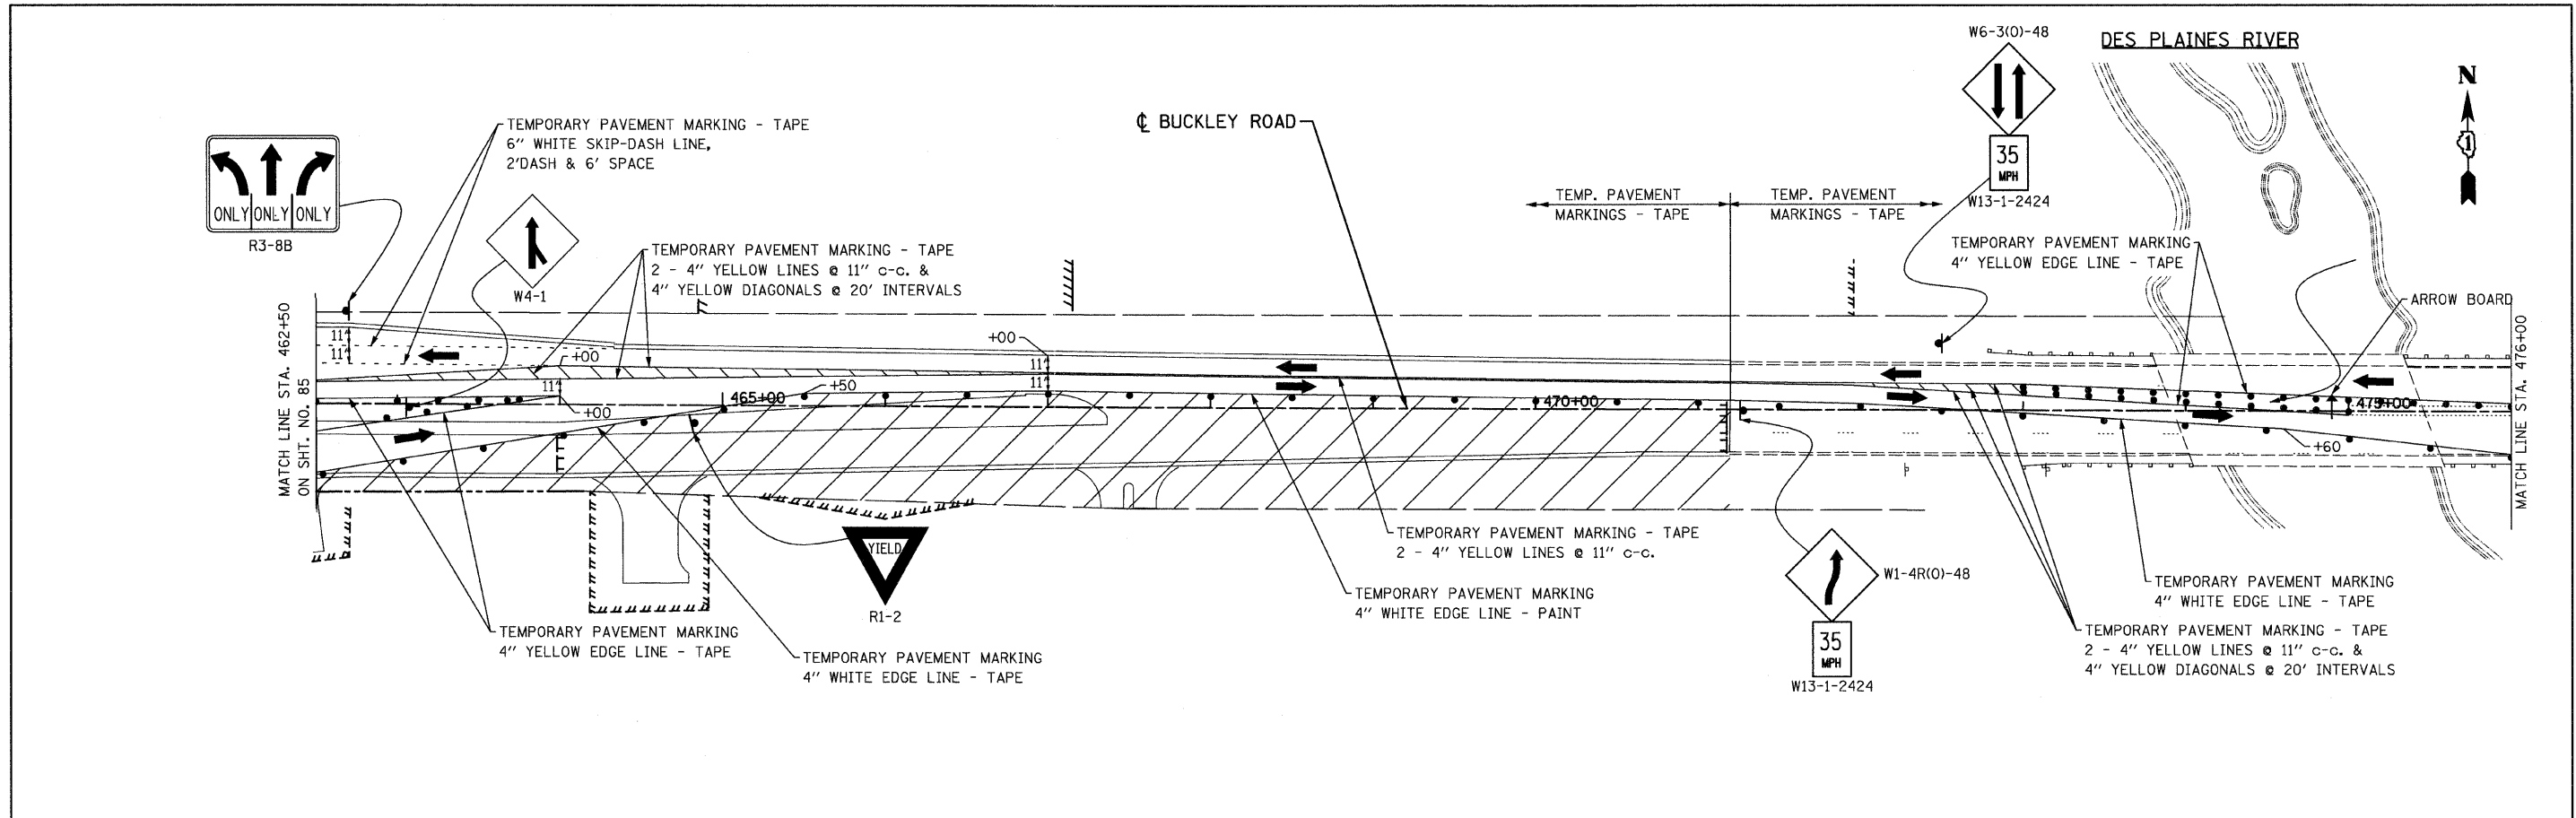 W6-3(O)-48
DES PLAINES RIVER
N
1
35
MPH
W13-1-2424
TEMPORARY PAVEMENT MARKING - TAPE
6" WHITE SKIP-DASH LINE,
2'DASH & 6' SPACE
℄ BUCKLEY ROAD
ONLY ONLY ONLY
R3-8B
W4-1
TEMPORARY PAVEMENT MARKING - TAPE
2 - 4" YELLOW LINES @ 11" c-c. &
4" YELLOW DIAGONALS @ 20' INTERVALS
TEMP. PAVEMENT
MARKINGS - TAPE
TEMP. PAVEMENT
MARKINGS - TAPE
TEMPORARY PAVEMENT MARKING
4" YELLOW EDGE LINE - TAPE
ARROW BOARD
MATCH LINE STA. 462+50
ON SHT. NO. 85
11'
11'
+00
11'
+00
+50
465+00
+00
11'
11'
470+00
475+00
+60
MATCH LINE STA. 476+00
YIELD
R1-2
TEMPORARY PAVEMENT MARKING - TAPE
2 - 4" YELLOW LINES @ 11" c-c.
TEMPORARY PAVEMENT MARKING
4" WHITE EDGE LINE - PAINT
W1-4R(O)-48
35
MPH
W13-1-2424
TEMPORARY PAVEMENT MARKING
4" WHITE EDGE LINE - TAPE
TEMPORARY PAVEMENT MARKING - TAPE
2 - 4" YELLOW LINES @ 11" c-c. &
4" YELLOW DIAGONALS @ 20' INTERVALS
TEMPORARY PAVEMENT MARKING
4" YELLOW EDGE LINE - TAPE
TEMPORARY PAVEMENT MARKING
4" WHITE EDGE LINE - TAPE